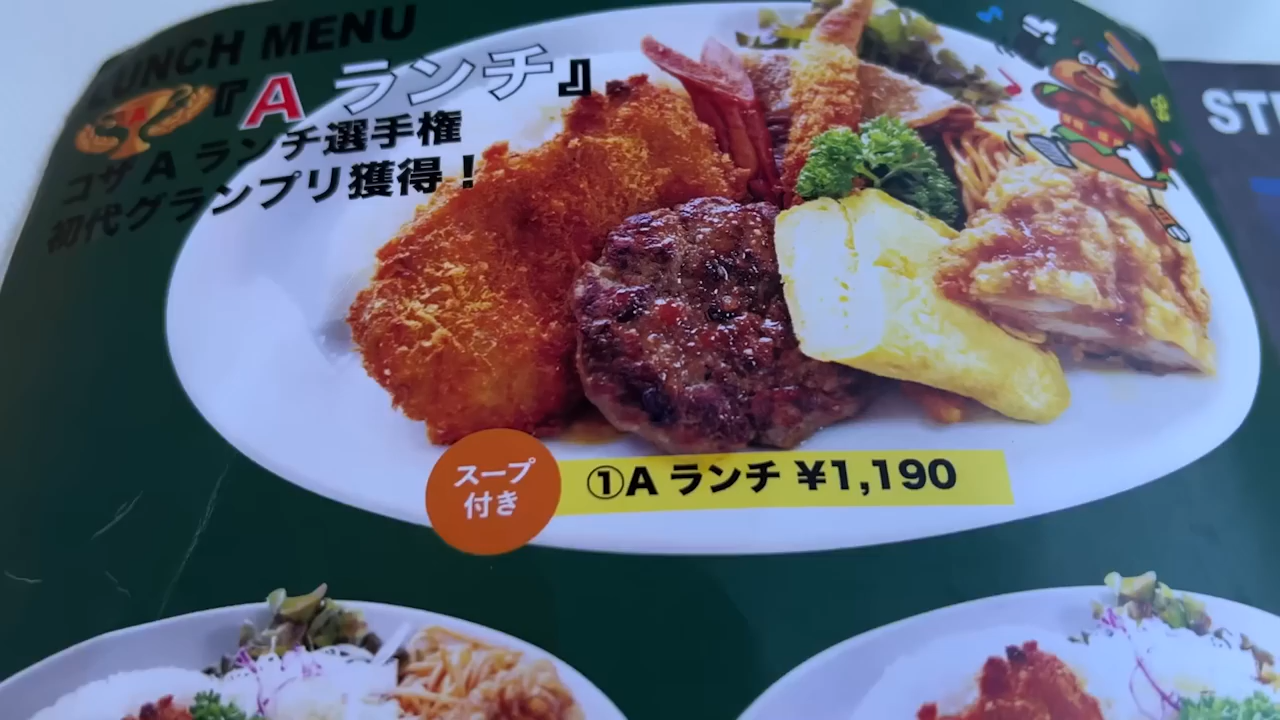 LUNCH MENU
『A ランチ』
コザ A ランチ選手権
初代グランプリ獲得！
スープ
付き
①A ランチ ¥1,190